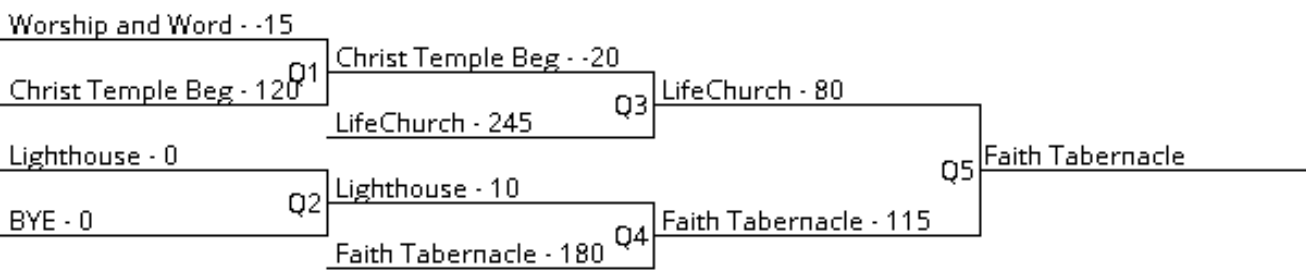 Worship and Word - -15
Christ Temple Beg - 120
Q1
Christ Temple Beg - -20
LifeChurch - 245
Q3
LifeChurch - 80
Lighthouse - 0
BYE - 0
Q2
Lighthouse - 10
Faith Tabernacle - 180
Q4
Faith Tabernacle - 115
Q5
Faith Tabernacle